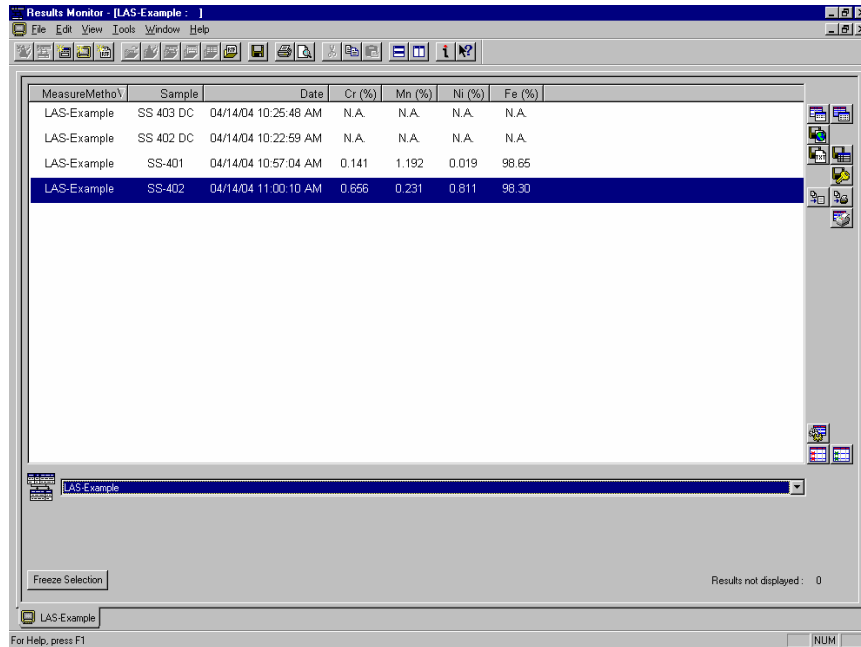 Results Monitor - [LAS-Example : ]
File Edit View Tools Window Help
MeasureMetho Sample Date Cr (%) Mn (%) Ni (%) Fe (%)
LAS-Example SS 403 DC 04/14/04 10:25:48 AM N.A. N.A. N.A. N.A.
LAS-Example SS 402 DC 04/14/04 10:22:59 AM N.A. N.A. N.A. N.A.
LAS-Example SS-401 04/14/04 10:57:04 AM 0.141 1.192 0.019 98.65
LAS-Example SS-402 04/14/04 11:00:10 AM 0.656 0.231 0.811 98.30
LAS-Example
Freeze Selection Results not displayed : 0
LAS-Example
For Help, press F1 NUM